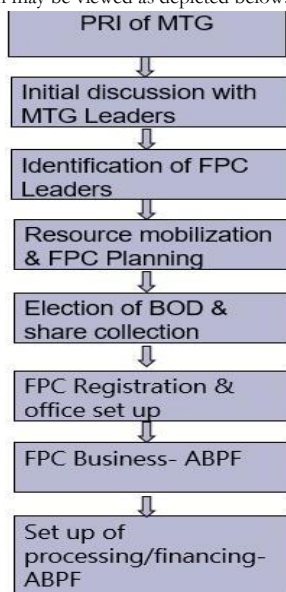 may be viewed as depicted below.
PRI of MTG
Initial discussion with
MTG Leaders
Identification of FPC
Leaders
Resource mobilization
& FPC Planning
Election of BOD &
share collection
FPC Registration &
office set up
FPC Business- ABPF
Set up of
processing/financing-
ABPF